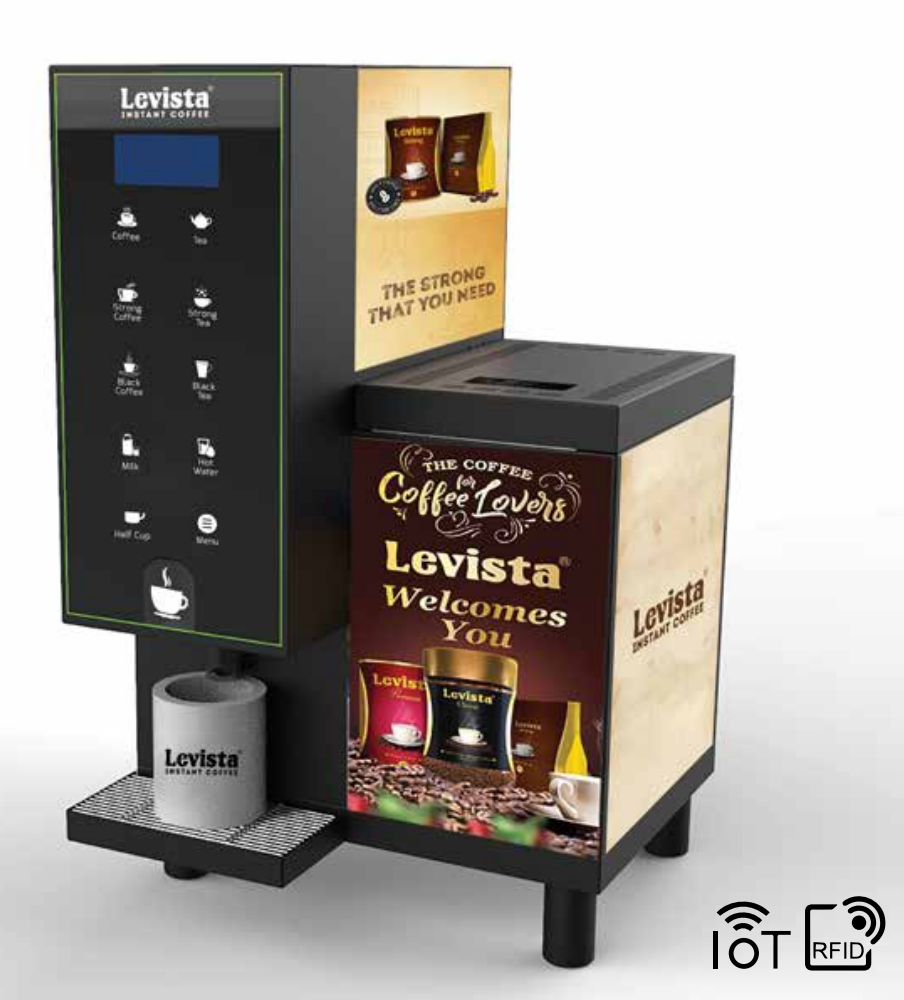 Levista®
INSTANT COFFEE
Coffee
Tea
Strong
Coffee
Strong
Tea
Black
Coffee
Black
Tea
Milk
Hot
Water
Half Cup
Menu
Levista
THE STRONG
THAT YOU NEED
THE COFFEE
for
Coffee Lovers
Levista®
Welcomes
You
Levista
Levista
Classic
Levista
Levista®
INSTANT COFFEE
Levista®
INSTANT COFFEE
IOT
RFID